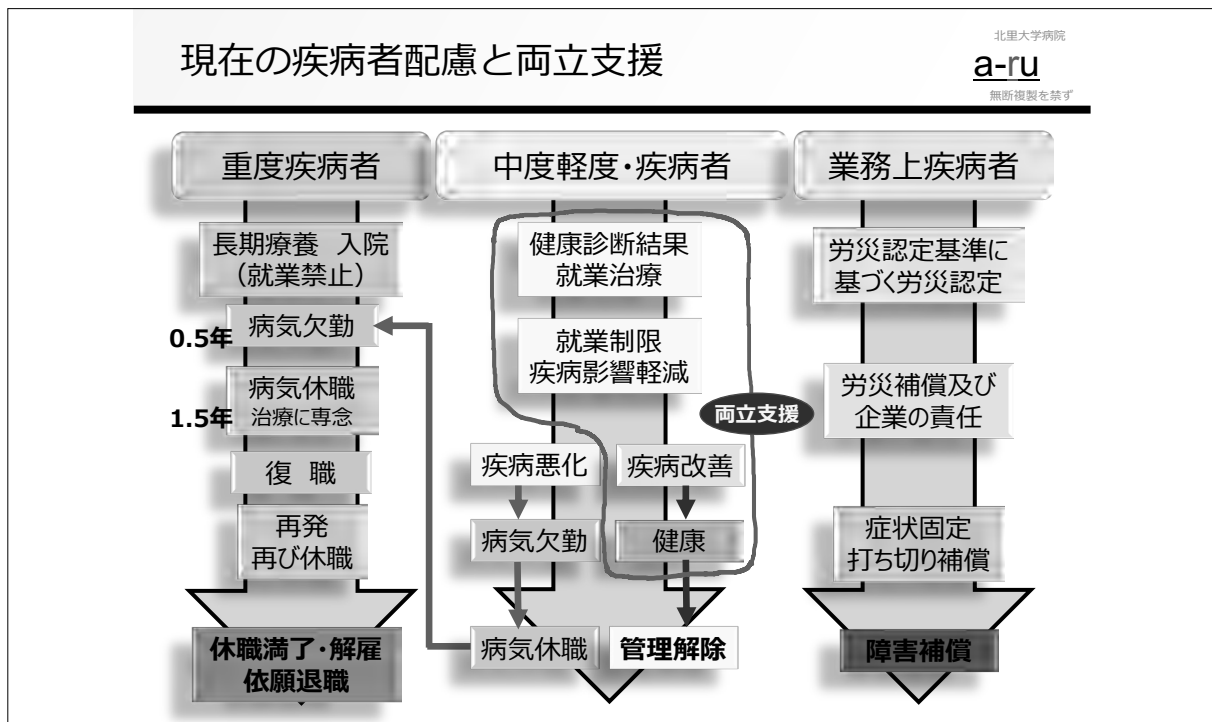 現在の疾病者配慮と両立支援
北里大学病院
a-ru
無断複製を禁ず
重度疾病者
長期療養 入院
（就業禁止）
0.5年
病気欠勤
1.5年
病気休職
治療に専念
復 職
再発
再び休職
休職満了・解雇
依願退職
中度軽度・疾病者
健康診断結果
就業治療
就業制限
疾病影響軽減
両立支援
疾病悪化
疾病改善
病気欠勤
健康
病気休職
管理解除
業務上疾病者
労災認定基準に
基づく労災認定
労災補償及び
企業の責任
症状固定
打ち切り補償
障害補償